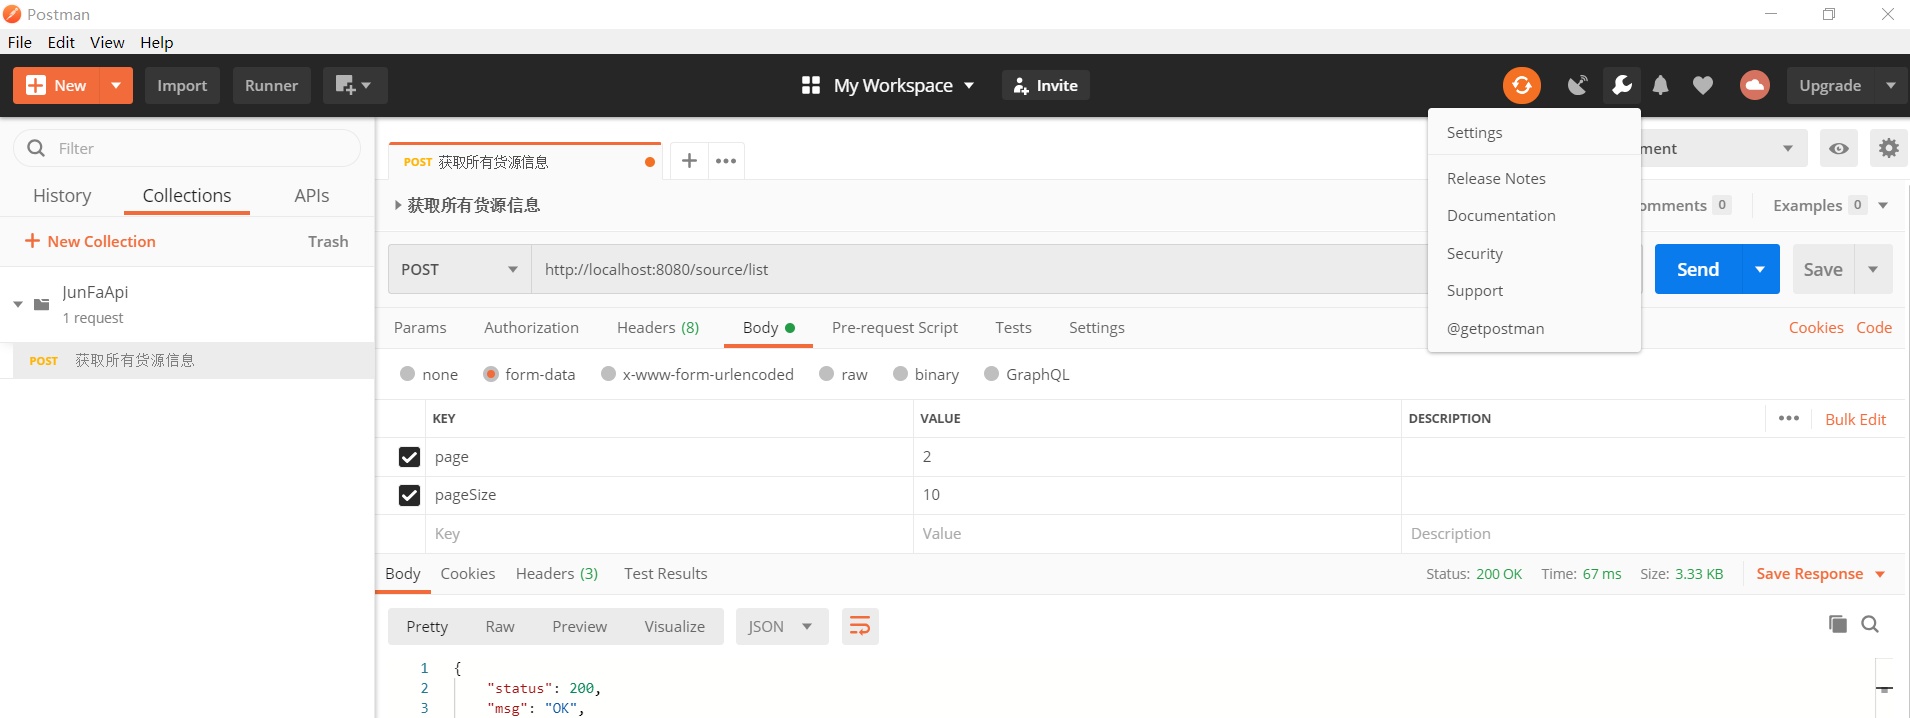 Postman
File Edit View Help
New Import Runner My Workspace Invite Upgrade
Filter
History Collections APIs
New Collection Trash
JunFaApi
1 request
POST 获取所有货源信息
POST 获取所有货源信息
Settings
Release Notes
Documentation
Security
Support
@getpostman
ment
获取所有货源信息
omments 0 Examples 0
POST http://localhost:8080/source/list Send Save
Params Authorization Headers (8) Body Pre-request Script Tests Settings Cookies Code
none form-data x-www-form-urlencoded raw binary GraphQL
KEY VALUE DESCRIPTION Bulk Edit
page 2
pageSize 10
Key Value Description
Body Cookies Headers (3) Test Results Status: 200 OK Time: 67 ms Size: 3.33 KB Save Response
Pretty Raw Preview Visualize JSON
1 {
2 "status": 200,
3 "msg": "OK",